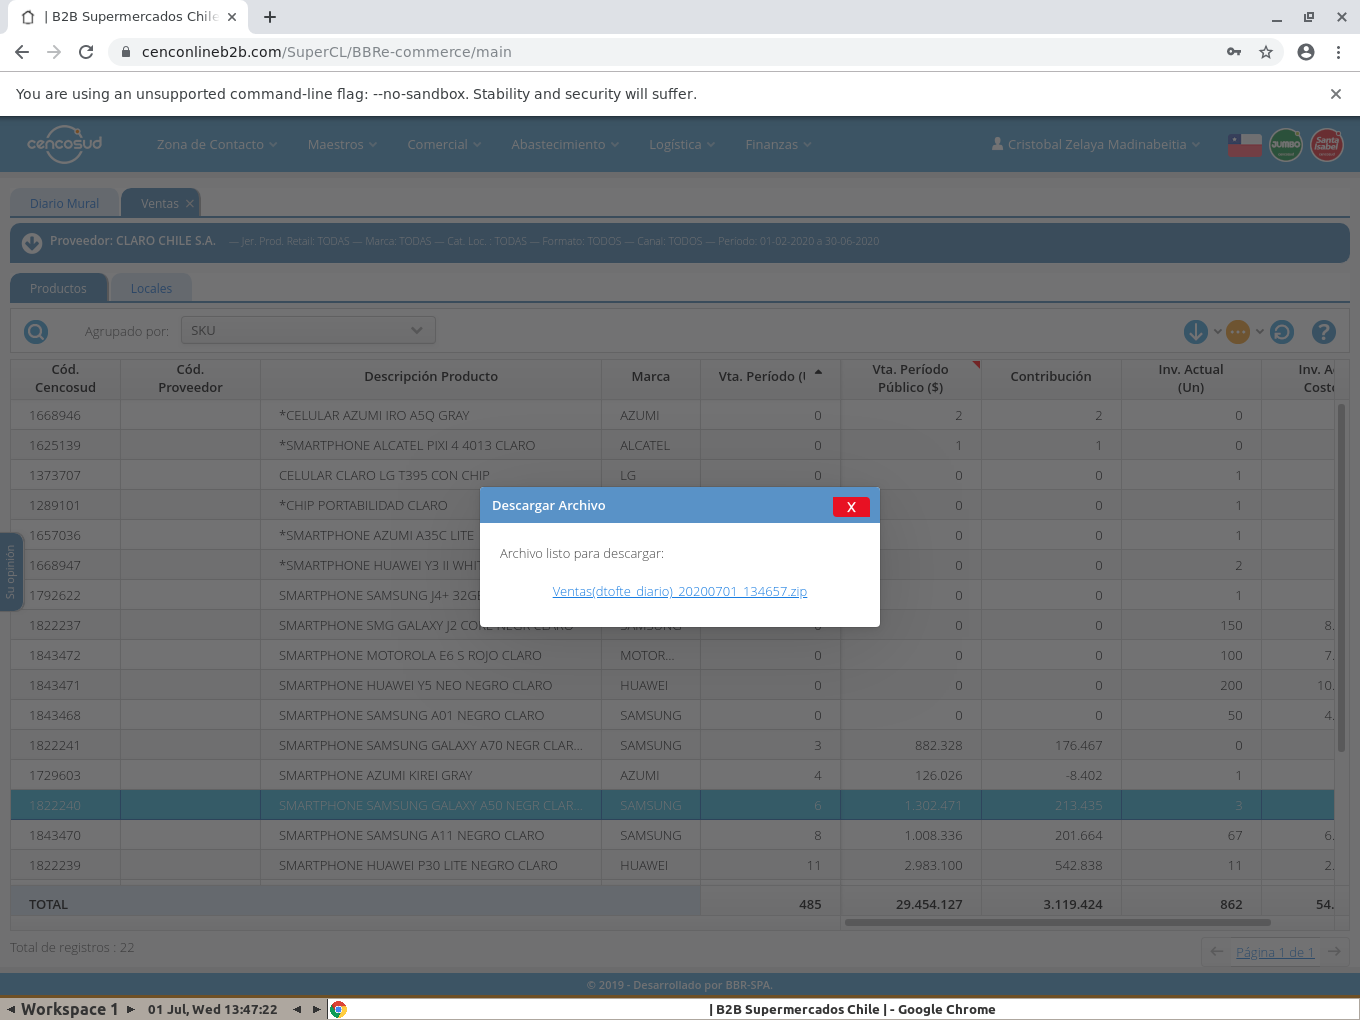 | B2B Supermercados Chile
cenconlineb2b.com/SuperCL/BBRe-commerce/main
You are using an unsupported command-line flag: --no-sandbox. Stability and security will suffer.
cencosud Zona de Contacto Maestros Comercial Abastecimiento Logística Finanzas Cristobal Zelaya Madinabeitia JUMBO Santa Isabel
Diario Mural Ventas
Proveedor: CLARO CHILE S.A. — Jer. Prod. Retail: TODAS — Marca: TODAS — Cat. Loc. : TODAS — Formato: TODOS — Canal: TODOS — Período: 01-02-2020 a 30-06-2020
Productos Locales
Agrupado por: SKU
Cód. Cencosud Cód. Proveedor Descripción Producto Marca Vta. Período ( Vta. Período Público ($) Contribución Inv. Actual (Un) Inv. A Cost
1668946 *CELULAR AZUMI IRO A5Q GRAY AZUMI 0 2 2 0
1625139 *SMARTPHONE ALCATEL PIXI 4 4013 CLARO ALCATEL 0 1 1 0
1373707 CELULAR CLARO LG T395 CON CHIP LG 0 0 0 1
1289101 *CHIP PORTABILIDAD CLARO 0 0 1
1657036 *SMARTPHONE AZUMI A35C LITE 0 0 1
1668947 *SMARTPHONE HUAWEI Y3 II WHI 0 0 2
1792622 SMARTPHONE SAMSUNG J4+ 32G 0 0 1
1822237 SMARTPHONE SMG GALAXY J2 CORE NEGR CLARO SAMSUNG 0 0 0 150 8.
1843472 SMARTPHONE MOTOROLA E6 S ROJO CLARO MOTOR... 0 0 0 100 7.
1843471 SMARTPHONE HUAWEI Y5 NEO NEGRO CLARO HUAWEI 0 0 0 200 10.
1843468 SMARTPHONE SAMSUNG A01 NEGRO CLARO SAMSUNG 0 0 0 50 4.
1822241 SMARTPHONE SAMSUNG GALAXY A70 NEGR CLAR... SAMSUNG 3 882.328 176.467 0
1729603 SMARTPHONE AZUMI KIREI GRAY AZUMI 4 126.026 -8.402 1
1822240 SMARTPHONE SAMSUNG GALAXY A50 NEGR CLAR... SAMSUNG 6 1.302.471 213.435 3
1843470 SMARTPHONE SAMSUNG A11 NEGRO CLARO SAMSUNG 8 1.008.336 201.664 67 6.
1822239 SMARTPHONE HUAWEI P30 LITE NEGRO CLARO HUAWEI 11 2.983.100 542.838 11 2.
TOTAL 485 29.454.127 3.119.424 862 54.
Su opinión
Descargar Archivo X
Archivo listo para descargar:
Ventas(dtofte_diario)_20200701_134657.zip
Total de registros : 22
Página 1 de 1
© 2019 - Desarrollado por BBR-SPA.
Workspace 1 01 Jul, Wed 13:47:22 | B2B Supermercados Chile | - Google Chrome